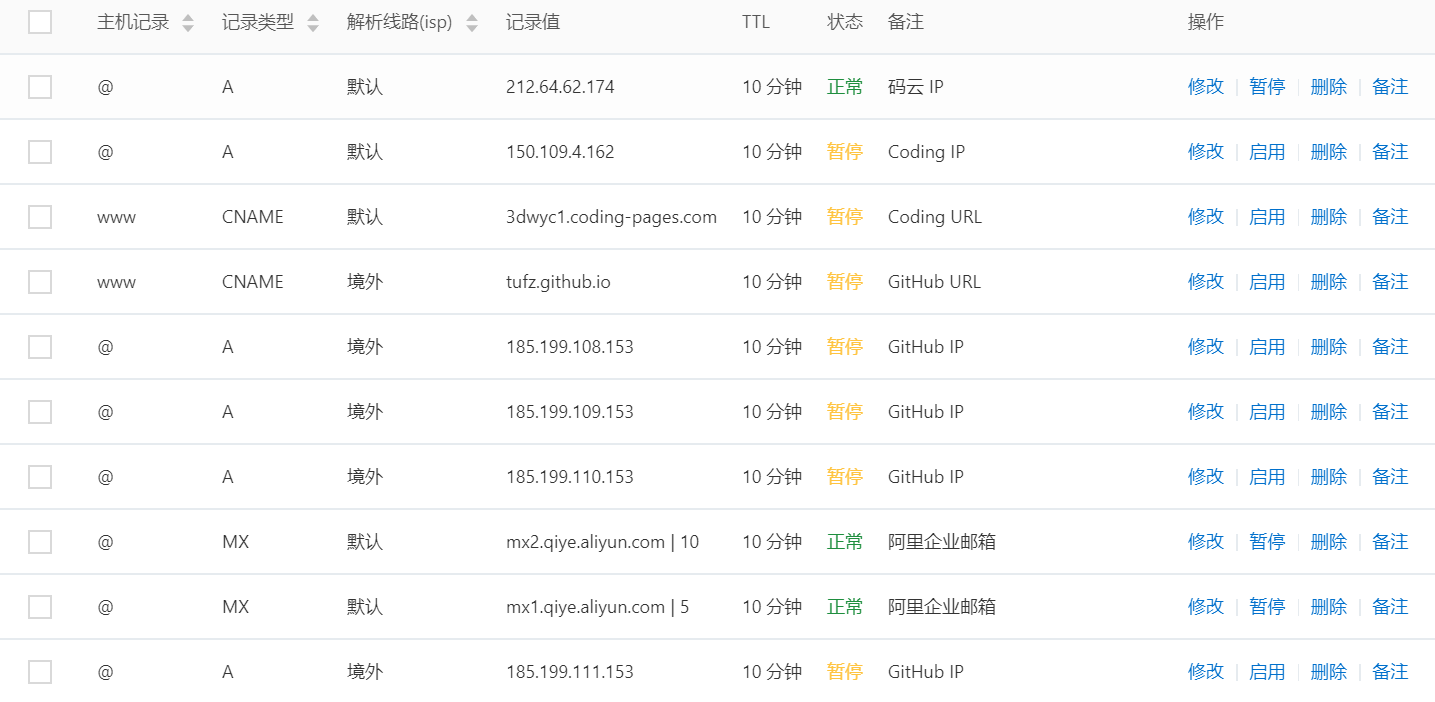 主机记录 记录类型 解析线路(isp) 记录值 TTL 状态 备注 操作
@ A 默认 212.64.62.174 10 分钟 正常 码云 IP 修改 暂停 删除 备注
@ A 默认 150.109.4.162 10 分钟 暂停 Coding IP 修改 启用 删除 备注
www CNAME 默认 3dwyc1.coding-pages.com 10 分钟 暂停 Coding URL 修改 启用 删除 备注
www CNAME 境外 tufz.github.io 10 分钟 暂停 GitHub URL 修改 启用 删除 备注
@ A 境外 185.199.108.153 10 分钟 暂停 GitHub IP 修改 启用 删除 备注
@ A 境外 185.199.109.153 10 分钟 暂停 GitHub IP 修改 启用 删除 备注
@ A 境外 185.199.110.153 10 分钟 暂停 GitHub IP 修改 启用 删除 备注
@ MX 默认 mx2.qiye.aliyun.com | 10 10 分钟 正常 阿里企业邮箱 修改 暂停 删除 备注
@ MX 默认 mx1.qiye.aliyun.com | 5 10 分钟 正常 阿里企业邮箱 修改 暂停 删除 备注
@ A 境外 185.199.111.153 10 分钟 暂停 GitHub IP 修改 启用 删除 备注